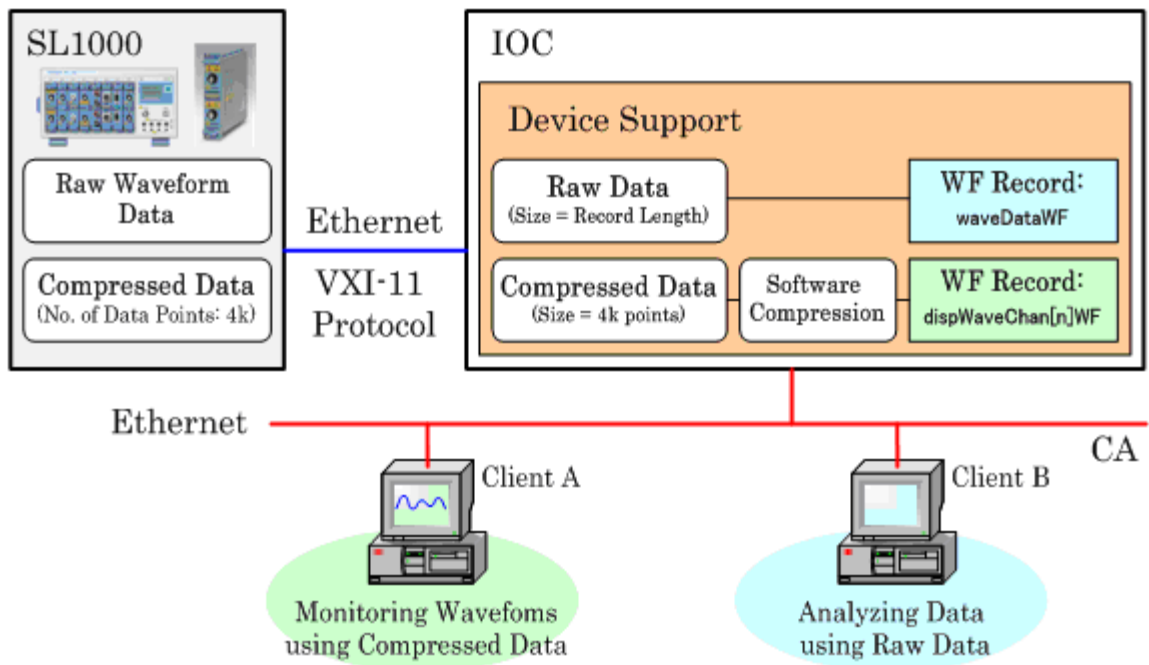 SL1000
Raw Waveform
Data
Compressed Data
(No. of Data Points: 4k)
Ethernet
VXI-11
Protocol
IOC
Device Support
Raw Data
(Size = Record Length)
WF Record:
waveDataWF
Compressed Data
(Size = 4k points)
Software
Compression
WF Record:
dispWaveChan[n]WF
Ethernet
CA
Client A
Client B
Monitoring Wavefoms
using Compressed Data
Analyzing Data
using Raw Data